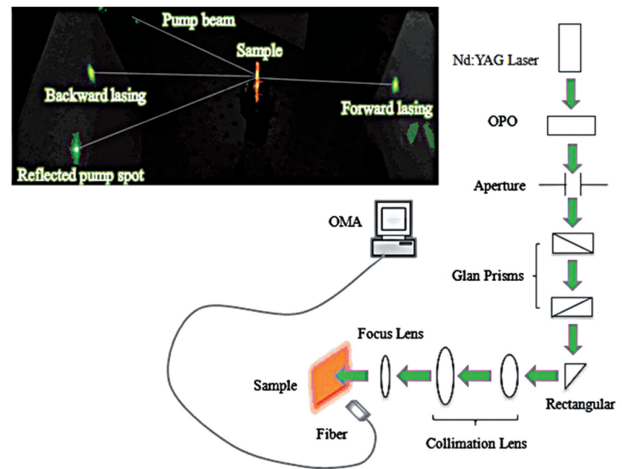 Pump beam
Sample
Nd:YAG Laser
Backward lasing
Forward lasing
OPO
Reflected pump spot
Aperture
OMA
Glan Prisms
Focus Lens
Sample
Rectangular
Fiber
Collimation Lens